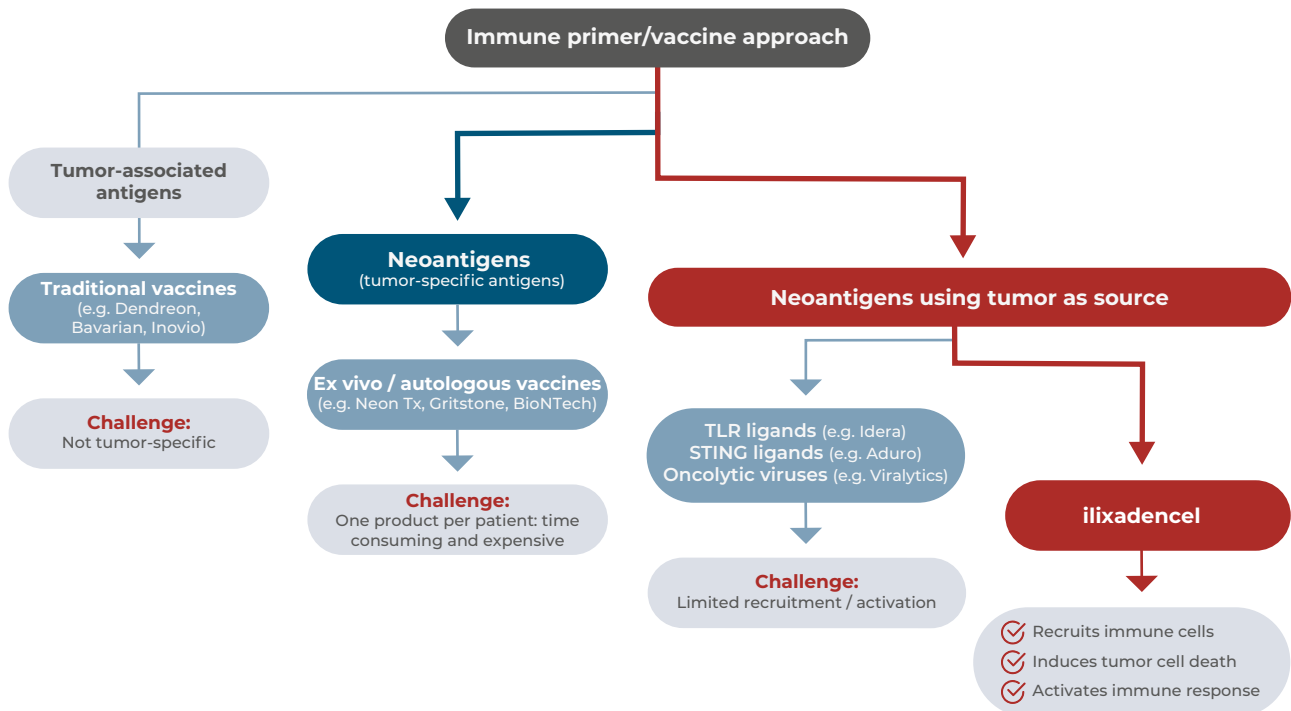 Immune primer/vaccine approach
Tumor-associated
antigens
Traditional vaccines
(e.g. Dendreon,
Bavarian, Inovio)
Challenge:
Not tumor-specific
Neoantigens
(tumor-specific antigens)
Ex vivo / autologous vaccines
(e.g. Neon Tx, Gritstone, BioNTech)
Challenge:
One product per patient: time
consuming and expensive
Neoantigens using tumor as source
TLR ligands (e.g. Idera)
STING ligands (e.g. Aduro)
Oncolytic viruses (e.g. Viralytics)
Challenge:
Limited recruitment / activation
ilixadencel
Recruits immune cells
Induces tumor cell death
Activates immune response